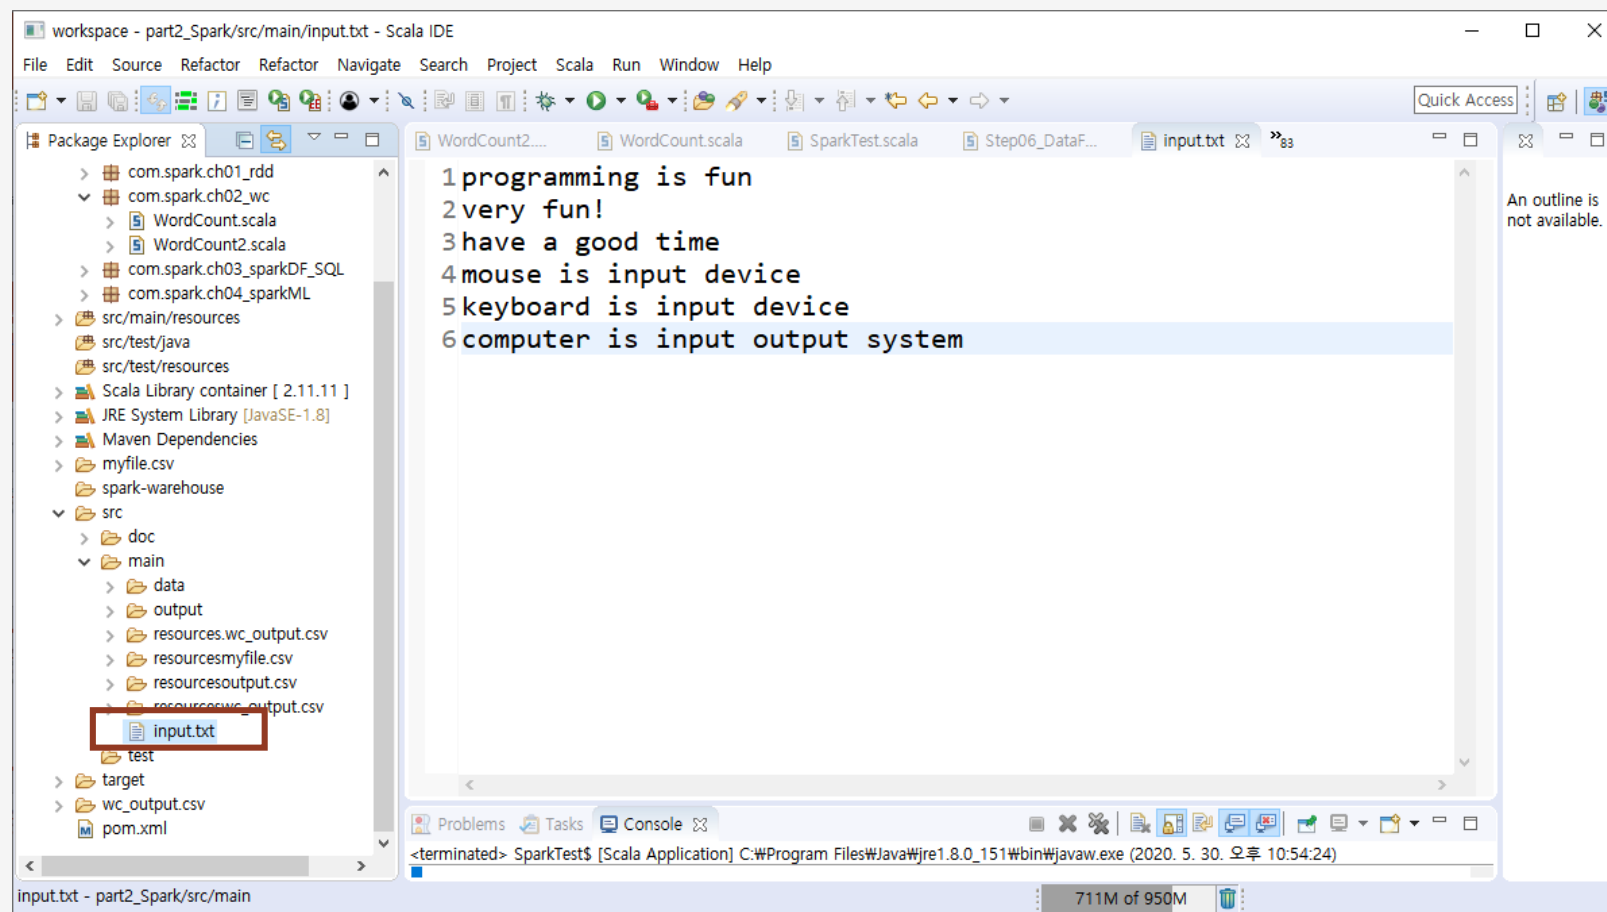 workspace - part2_Spark/src/main/input.txt - Scala IDE
File Edit Source Refactor Refactor Navigate Search Project Scala Run Window Help
Quick Access
Package Explorer
com.spark.ch01_rdd
com.spark.ch02_wc
WordCount.scala
WordCount2.scala
com.spark.ch03_sparkDF_SQL
com.spark.ch04_sparkML
src/main/resources
src/test/java
src/test/resources
Scala Library container [ 2.11.11 ]
JRE System Library [JavaSE-1.8]
Maven Dependencies
myfile.csv
spark-warehouse
src
doc
main
data
output
resources.wc_output.csv
resourcesmyfile.csv
resourcesoutput.csv
resourceswc_output.csv
input.txt
test
target
wc_output.csv
pom.xml
WordCount2.... WordCount.scala SparkTest.scala Step06_DataF... input.txt »83
1 programming is fun
2 very fun!
3 have a good time
4 mouse is input device
5 keyboard is input device
6 computer is input output system
An outline is
not available.
Problems Tasks Console
<terminated> SparkTest$ [Scala Application] C:₩Program Files₩Java₩jre1.8.0_151₩bin₩javaw.exe (2020. 5. 30. 오후 10:54:24)
input.txt - part2_Spark/src/main
711M of 950M